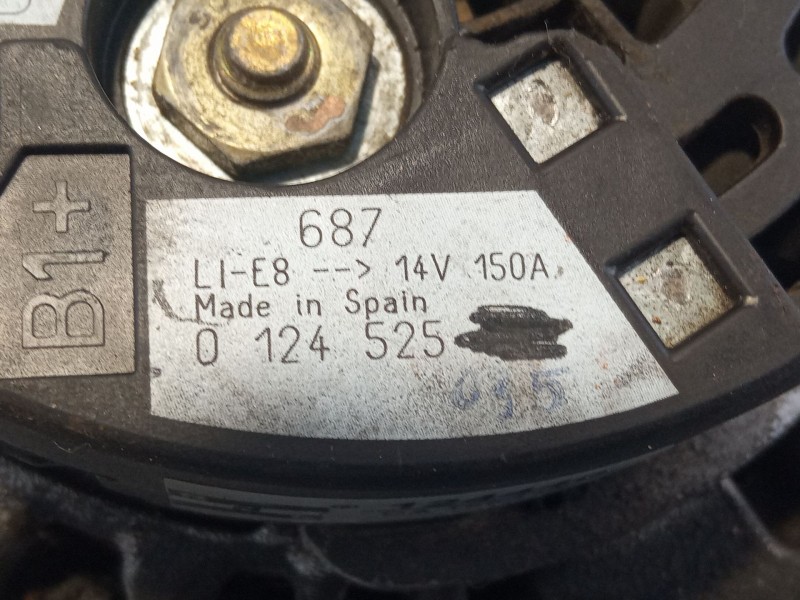 B1+
687
LI-E8 --> 14V 150A
Made in Spain
0 124 525